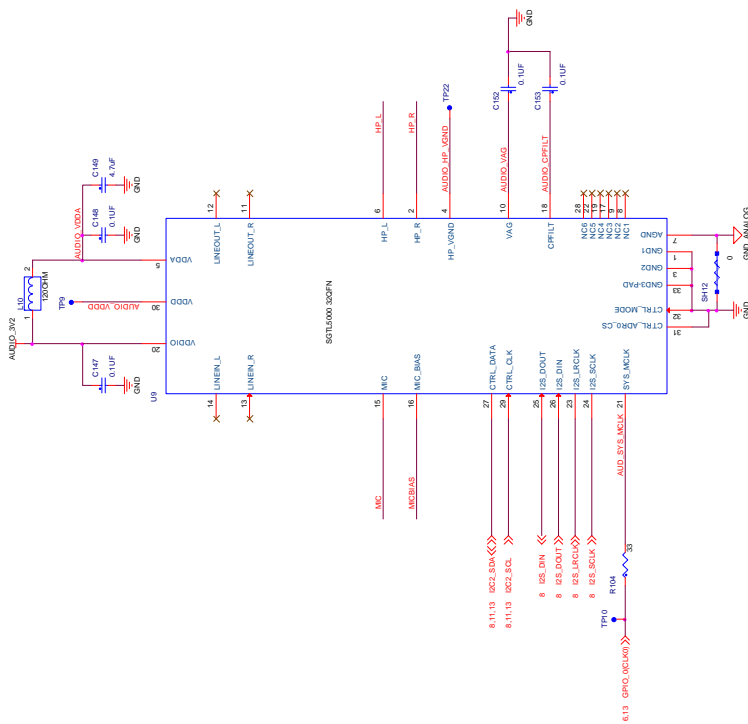 AUDIO_3V2
L10
120OHM
1
2
C147
0.1UF
GND
AUDIO_VDDA
C148
0.1UF
GND
C149
4.7uF
GND
TP9
AUDIO_VDDD
20
30
5
VDDIO
VDDD
VDDA
U9
SGTL5000 32QFN
14
LINEIN_L
13
LINEIN_R
LINEOUT_L
12
LINEOUT_R
11
MIC
15
MIC
MICBIAS
16
MIC_BIAS
HP_L
6
HP_L
HP_R
2
HP_R
HP_VGND
4
AUDIO_HP_VGND
TP22
VAG
10
AUDIO_VAG
C152
0.1UF
CPFILT
18
AUDIO_CPFILT
C153
0.1UF
GND
8,11,13 I2C2_SDA
27
CTRL_DATA
8,11,13 I2C2_SCL
29
CTRL_CLK
8 I2S_DIN
25
I2S_DOUT
8 I2S_DOUT
26
I2S_DIN
8 I2S_LRCLK
23
I2S_LRCLK
8 I2S_SCLK
24
I2S_SCLK
6,13 GPIO_0(CLKO)
TP10
R104
33
AUD_SYS_MCLK
21
SYS_MCLK
NC6
28
NC5
22
NC4
19
NC3
17
NC2
9
NC1
8
AGND
7
GND1
1
GND2
3
GND3-PAD
33
CTRL_MODE
32
CTRL_ADR0_CS
31
SH12
0
GND
GND_ANALOG